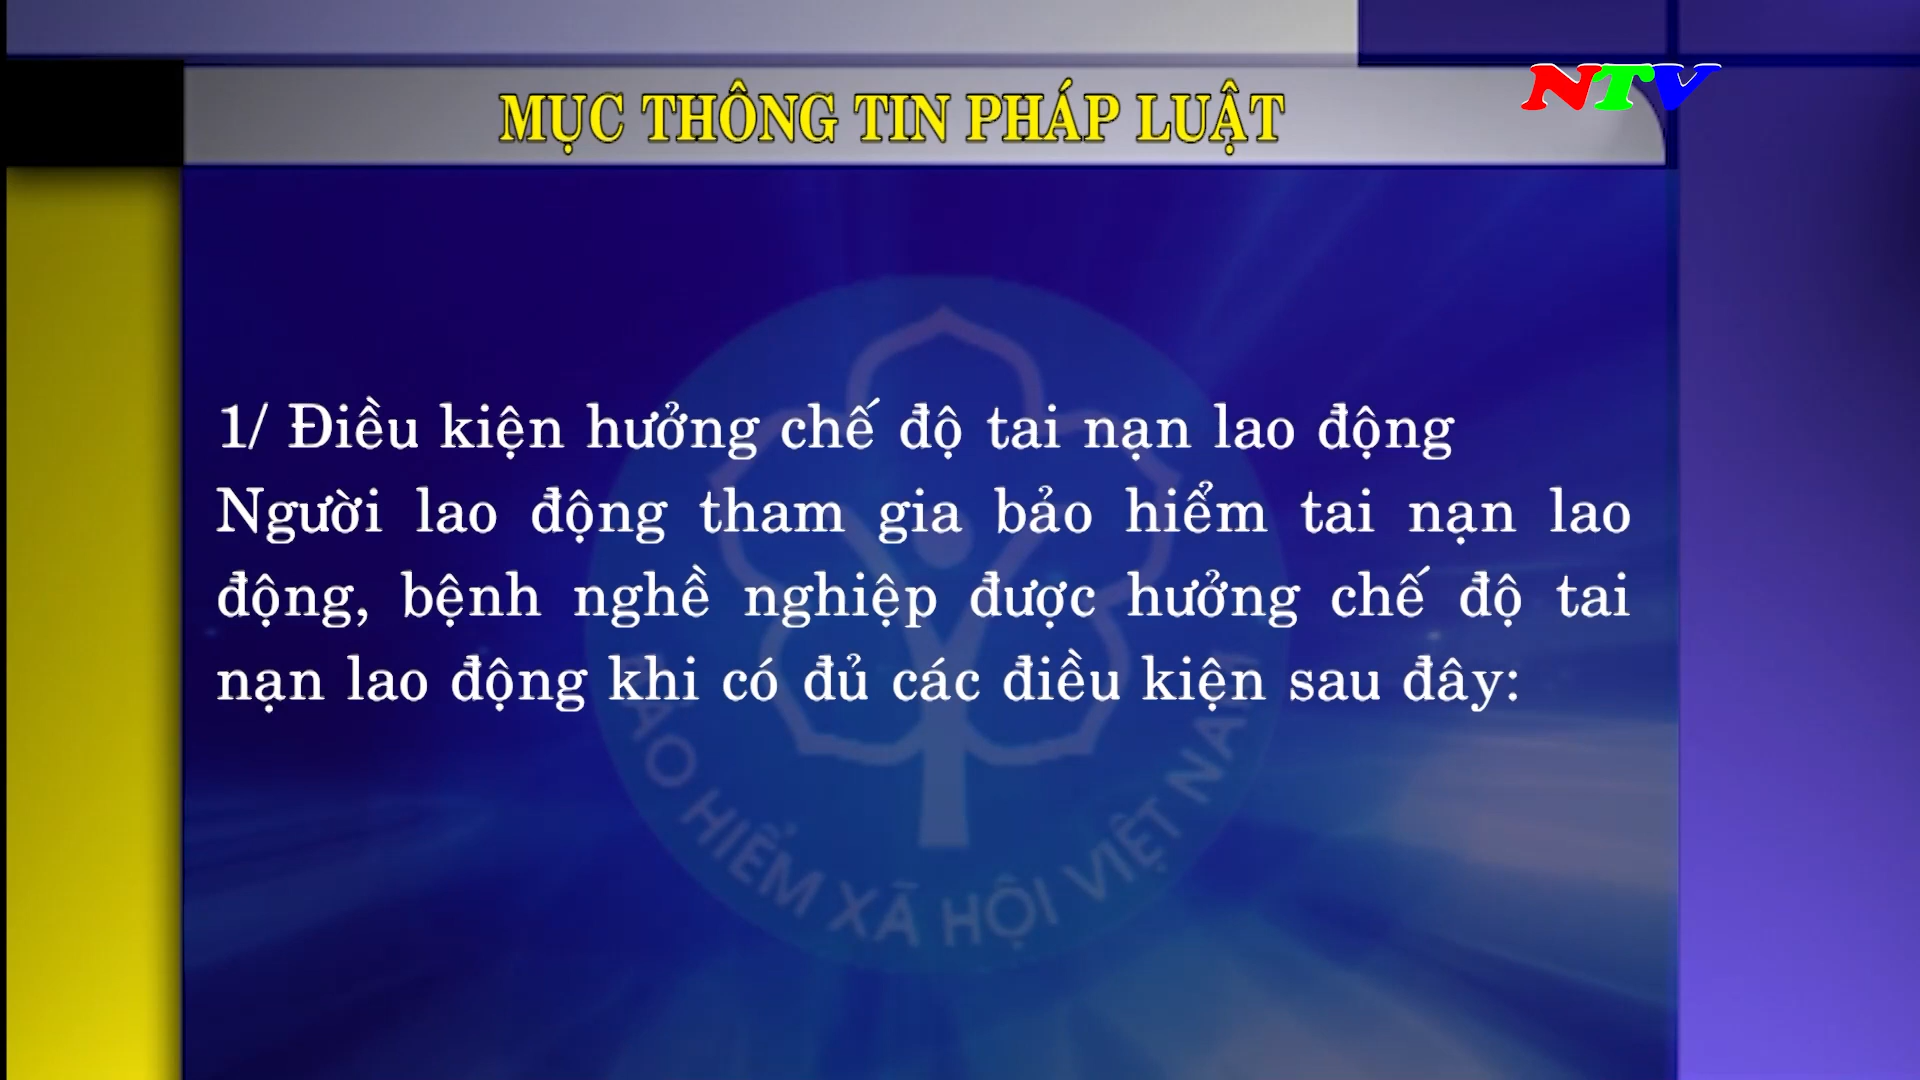 MỤC THÔNG TIN PHÁP LUẬT
NTV
1/ Điều kiện hưởng chế độ tai nạn lao động
Người lao động tham gia bảo hiểm tai nạn lao
động, bệnh nghề nghiệp được hưởng chế độ tai
nạn lao động khi có đủ các điều kiện sau đây:
BẢO HIỂM XÃ HỘI VIỆT NAM